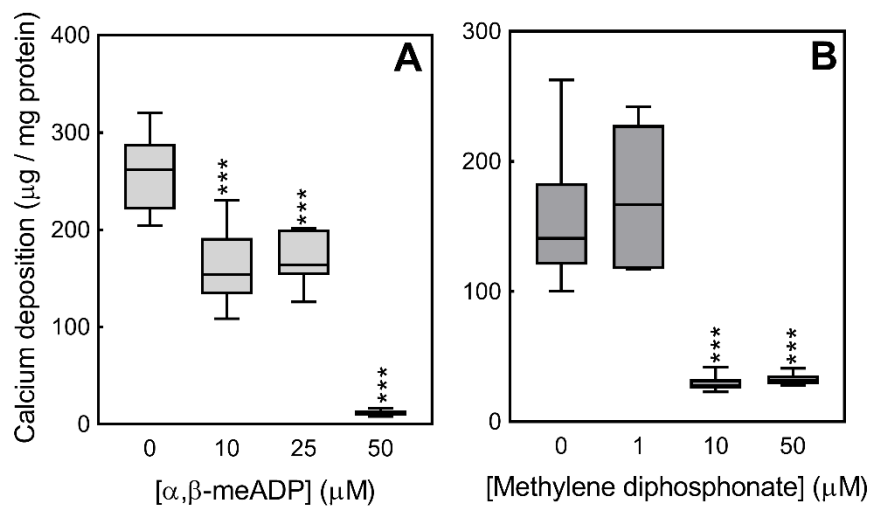 Calcium deposition (μg / mg protein)
400
300
200
100
0
A
***
***
***
0 10 25 50
[α,β-meADP] (μM)
300
200
100
0
B
***
***
0 1 10 50
[Methylene diphosphonate] (μM)